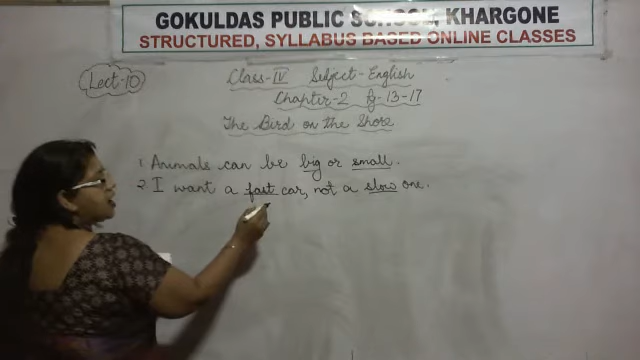 GOKULDAS PUBLIC SCHOOL, KHARGONE
STRUCTURED, SYLLABUS BASED ONLINE CLASSES
Lect-10
Class-IV Subject-English
Chapter-2 Pg-13-17
The Bird on the Shore
1. Animals can be big or small.
2. I want a fast car, not a slow one.